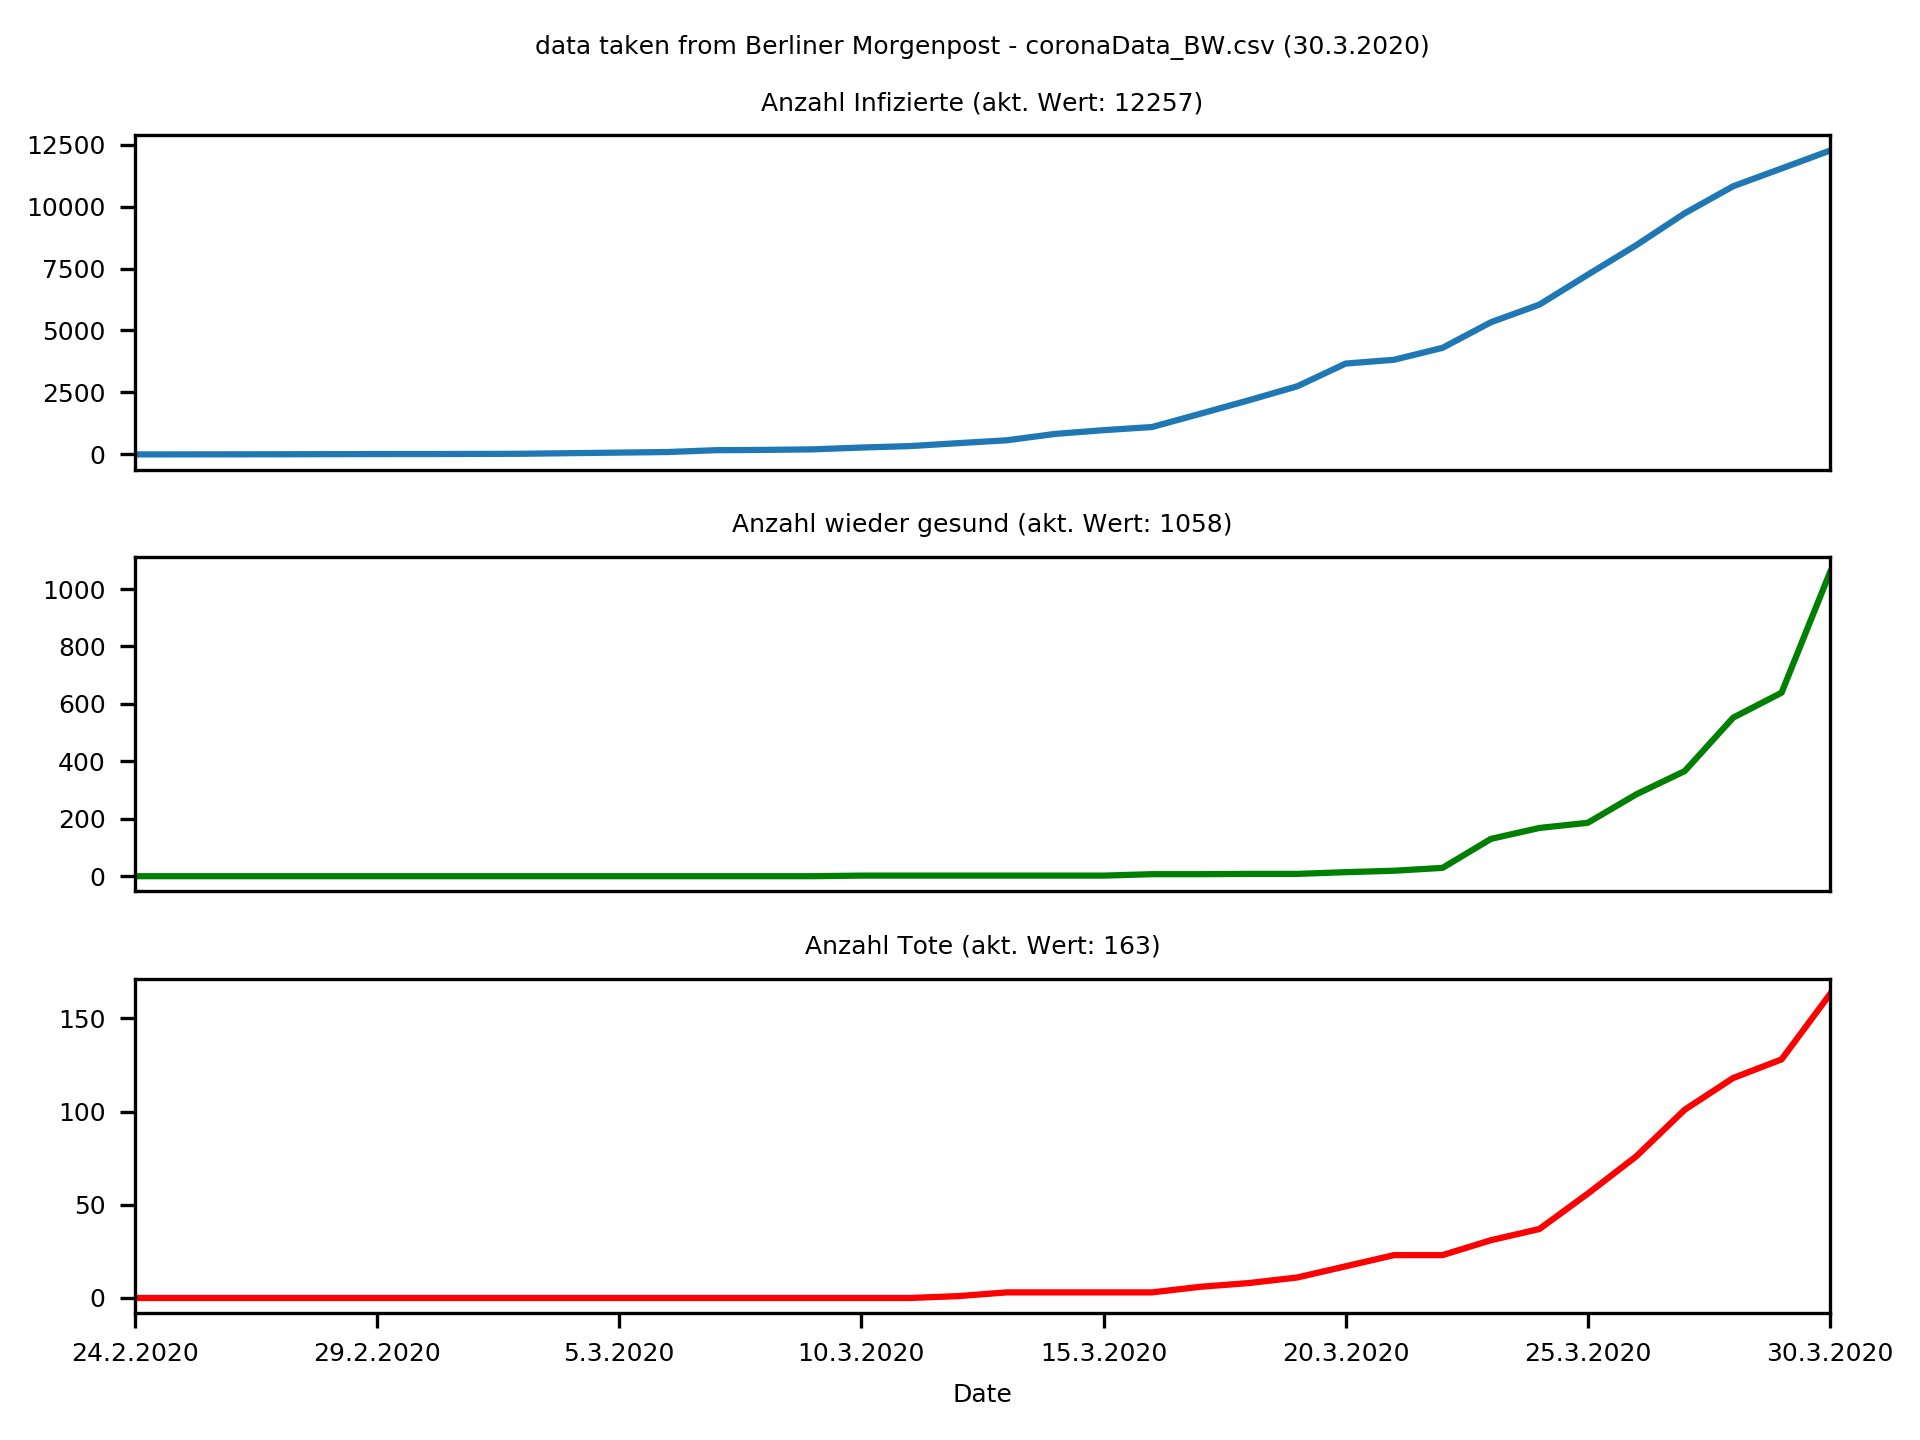 data taken from Berliner Morgenpost - coronaData_BW.csv (30.3.2020)
Anzahl Infizierte (akt. Wert: 12257)
12500
10000
7500
5000
2500
0
Anzahl wieder gesund (akt. Wert: 1058)
1000
800
600
400
200
0
Anzahl Tote (akt. Wert: 163)
150
100
50
0
24.2.2020 29.2.2020 5.3.2020 10.3.2020 15.3.2020 20.3.2020 25.3.2020 30.3.2020
Date